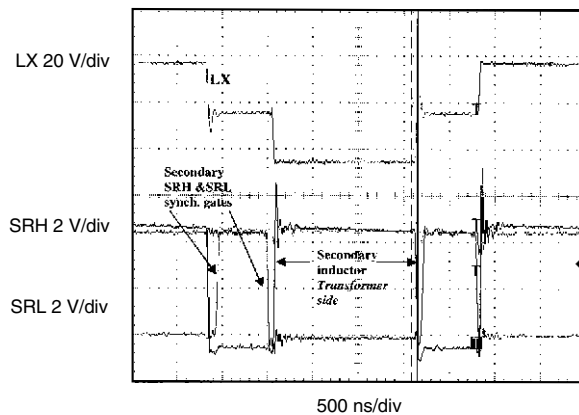 LX 20 V/div
LX
Secondary
SRH &SRL
synch. gates
SRH 2 V/div
Secondary
inductor
Transformer
side
SRL 2 V/div
500 ns/div